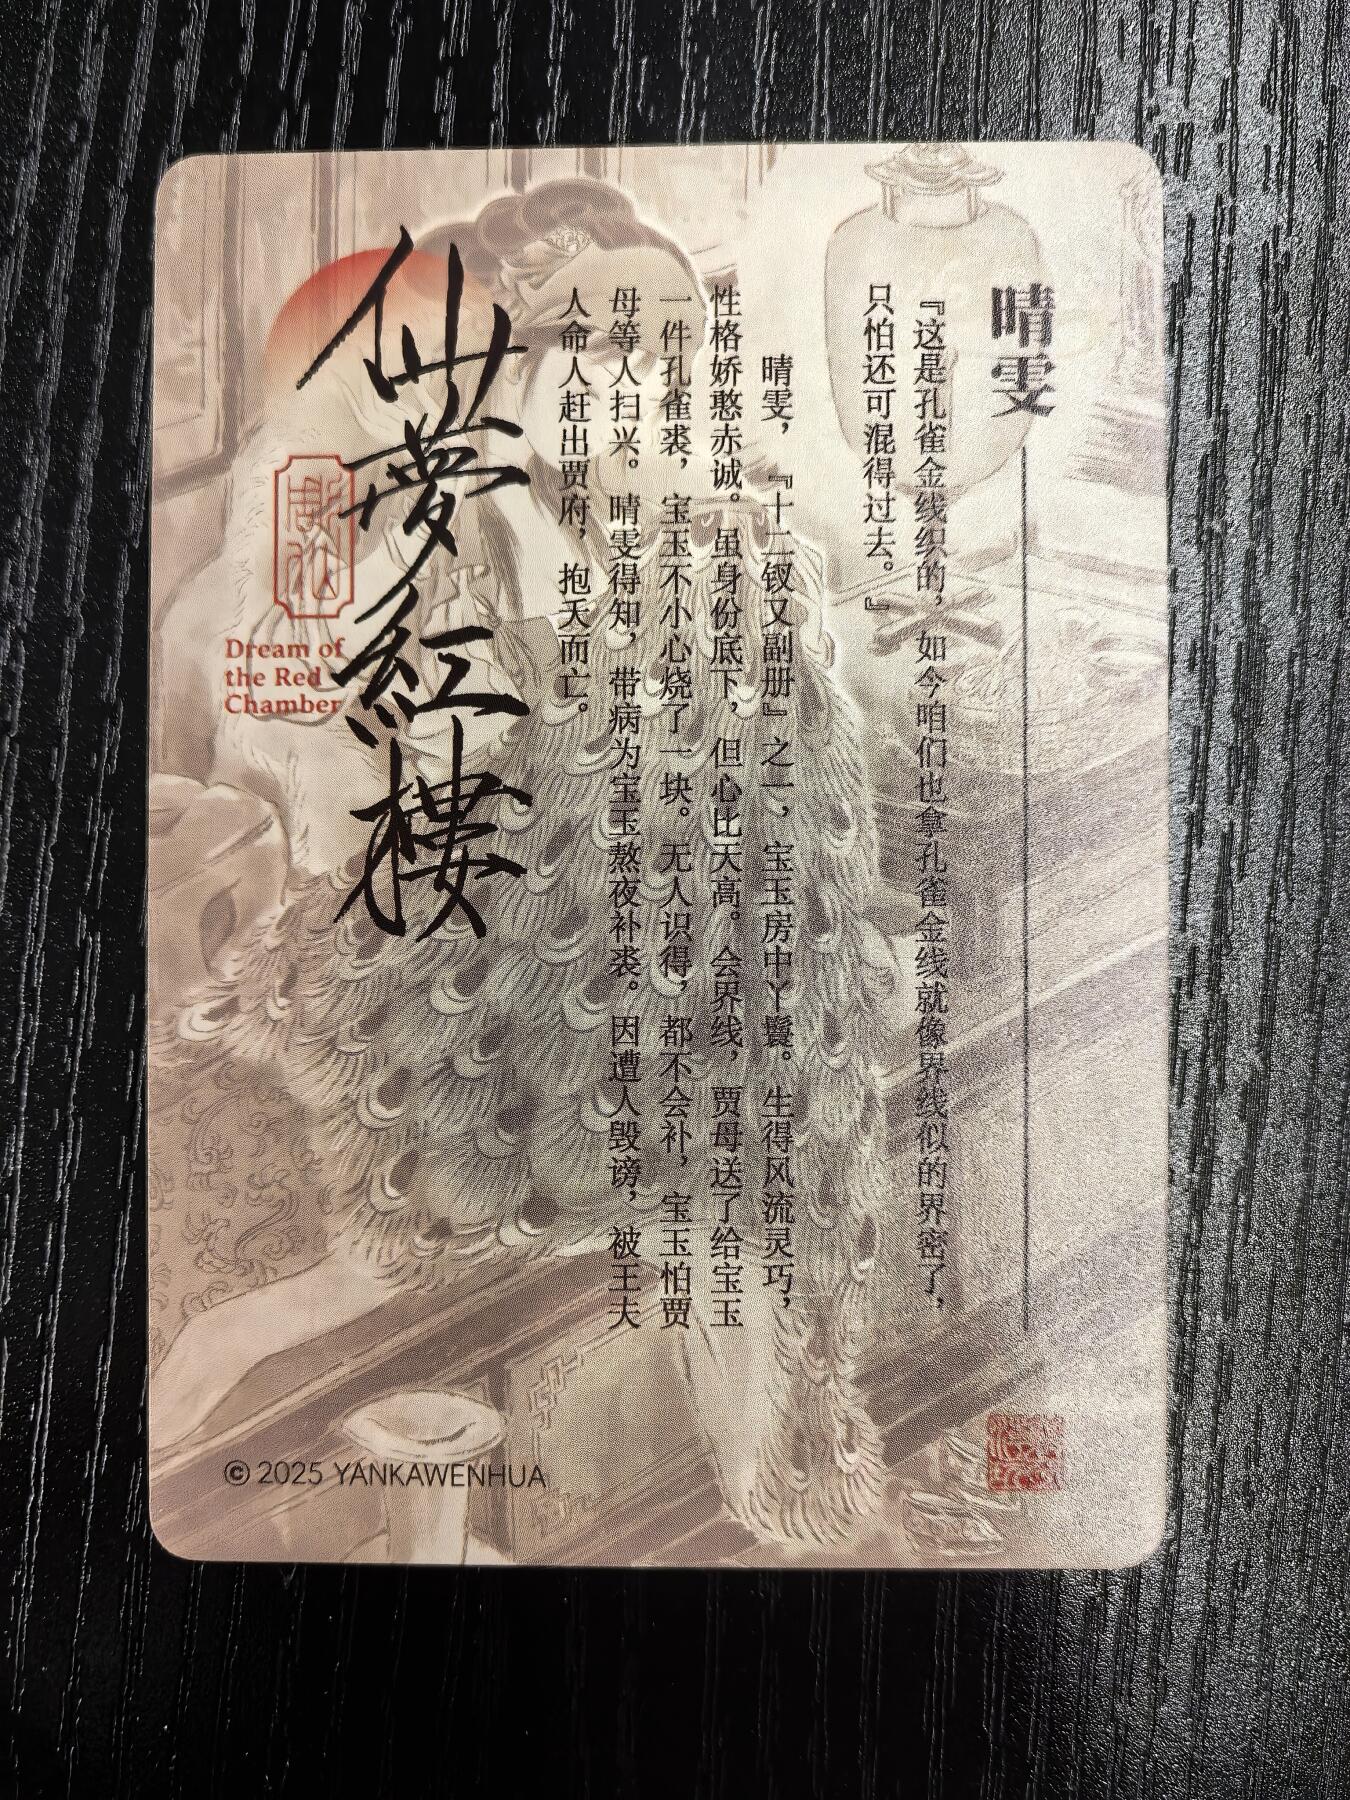 晴雯
『这是孔雀金线织的，如今咱们也拿孔雀金线就像界线似的界密了，
只怕还可混得过去。』
晴雯，『十二钗又副册』之一，宝玉房中丫鬟。生得风流灵巧，
性格娇憨赤诚。虽身份底下，但心比天高。会界线，贾母送了给宝玉
一件孔雀裘，宝玉不小心烧了一块。无人识得，都不会补，宝玉怕贾
母等人扫兴。晴雯得知，带病为宝玉熬夜补裘。因遭人毁谤，被王夫
人命人赶出贾府，抱夭而亡。
仙夢紅樓
Dream of
the Red
Chamber
© 2025 YANKAWENHUA